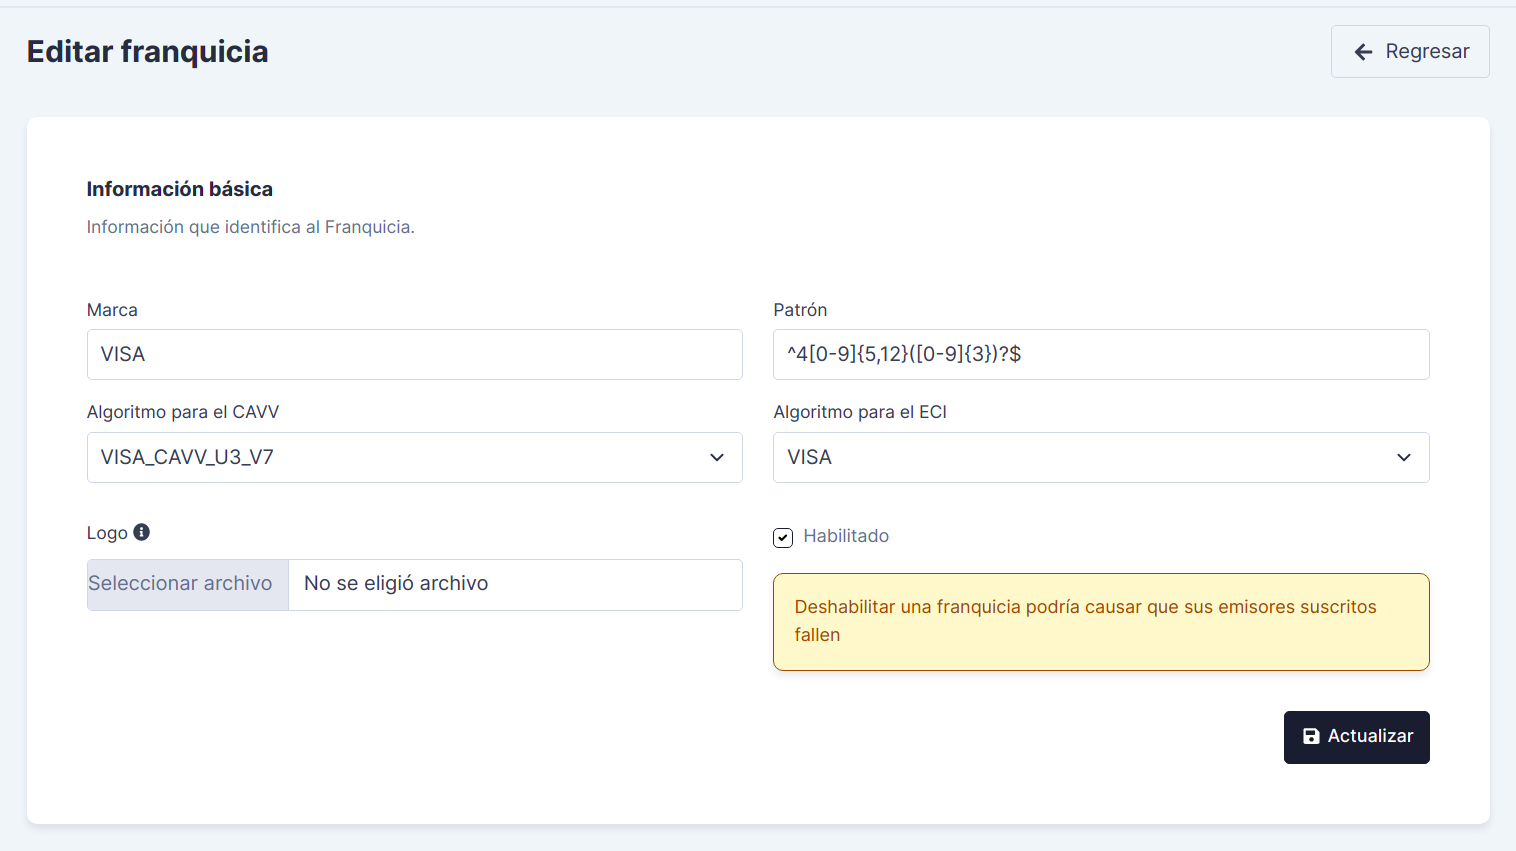 Editar franquicia
Regresar
Información básica
Información que identifica al Franquicia.
Marca
Patrón
VISA
^4[0-9]{5,12}([0-9]{3})?$
Algoritmo para el CAVV
Algoritmo para el ECI
VISA_CAVV_U3_V7
VISA
Logo
Habilitado
Seleccionar archivo
No se eligió archivo
Deshabilitar una franquicia podría causar que sus emisores suscritos
fallen
Actualizar